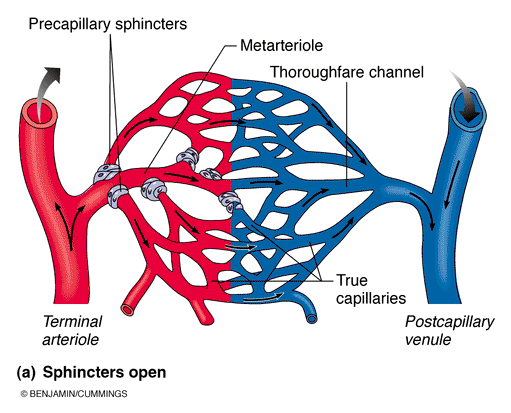 Precapillary sphincters
Metarteriole
Thoroughfare channel
True
capillaries
Terminal
arteriole
Postcapillary
venule
(a) Sphincters open
© BENJAMIN/CUMMINGS